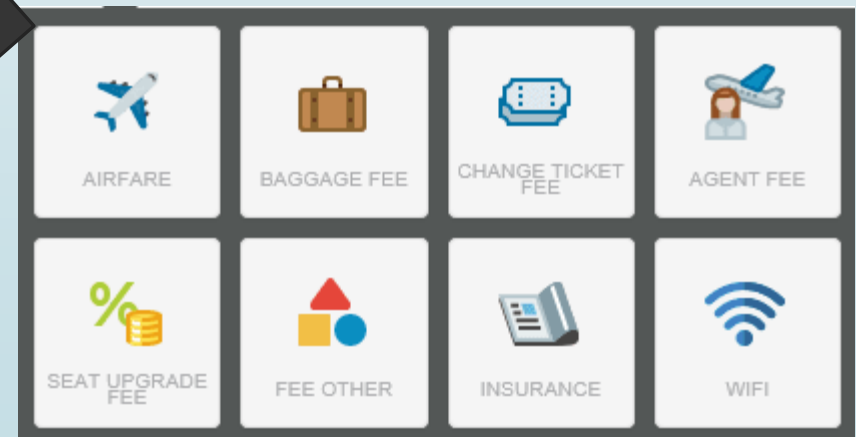 AIRFARE
BAGGAGE FEE
CHANGE TICKET
FEE
AGENT FEE
SEAT UPGRADE
FEE
FEE OTHER
INSURANCE
WIFI